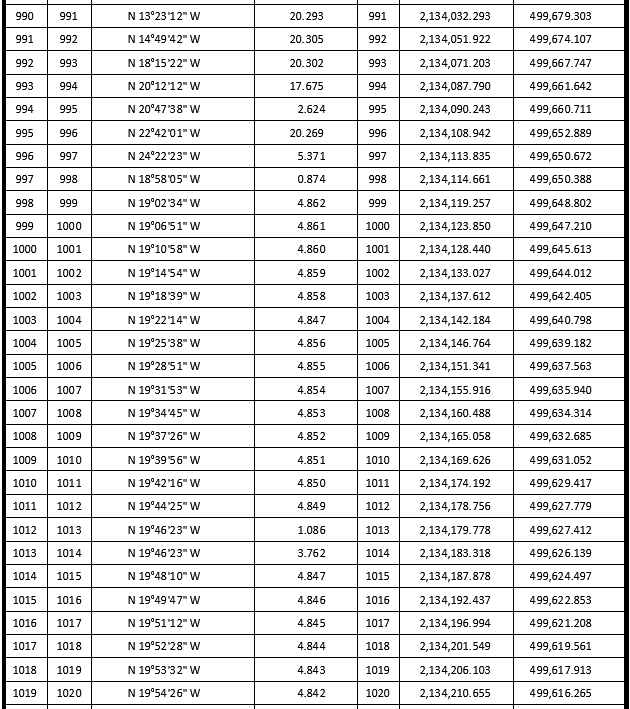 990 991 N 13°23'12" W 20.293 991 2,134,032.293 499,679.303
991 992 N 14°49'42" W 20.305 992 2,134,051.922 499,674.107
992 993 N 18°15'22" W 20.302 993 2,134,071.203 499,667.747
993 994 N 20°12'12" W 17.675 994 2,134,087.790 499,661.642
994 995 N 20°47'38" W 2.624 995 2,134,090.243 499,660.711
995 996 N 22°42'01" W 20.269 996 2,134,108.942 499,652.889
996 997 N 24°22'23" W 5.371 997 2,134,113.835 499,650.672
997 998 N 18°58'05" W 0.874 998 2,134,114.661 499,650.388
998 999 N 19°02'34" W 4.862 999 2,134,119.257 499,648.802
999 1000 N 19°06'51" W 4.861 1000 2,134,123.850 499,647.210
1000 1001 N 19°10'58" W 4.860 1001 2,134,128.440 499,645.613
1001 1002 N 19°14'54" W 4.859 1002 2,134,133.027 499,644.012
1002 1003 N 19°18'39" W 4.858 1003 2,134,137.612 499,642.405
1003 1004 N 19°22'14" W 4.847 1004 2,134,142.184 499,640.798
1004 1005 N 19°25'38" W 4.856 1005 2,134,146.764 499,639.182
1005 1006 N 19°28'51" W 4.855 1006 2,134,151.341 499,637.563
1006 1007 N 19°31'53" W 4.854 1007 2,134,155.916 499,635.940
1007 1008 N 19°34'45" W 4.853 1008 2,134,160.488 499,634.314
1008 1009 N 19°37'26" W 4.852 1009 2,134,165.058 499,632.685
1009 1010 N 19°39'56" W 4.851 1010 2,134,169.626 499,631.052
1010 1011 N 19°42'16" W 4.850 1011 2,134,174.192 499,629.417
1011 1012 N 19°44'25" W 4.849 1012 2,134,178.756 499,627.779
1012 1013 N 19°46'23" W 1.086 1013 2,134,179.778 499,627.412
1013 1014 N 19°46'23" W 3.762 1014 2,134,183.318 499,626.139
1014 1015 N 19°48'10" W 4.847 1015 2,134,187.878 499,624.497
1015 1016 N 19°49'47" W 4.846 1016 2,134,192.437 499,622.853
1016 1017 N 19°51'12" W 4.845 1017 2,134,196.994 499,621.208
1017 1018 N 19°52'28" W 4.844 1018 2,134,201.549 499,619.561
1018 1019 N 19°53'32" W 4.843 1019 2,134,206.103 499,617.913
1019 1020 N 19°54'26" W 4.842 1020 2,134,210.655 499,616.265